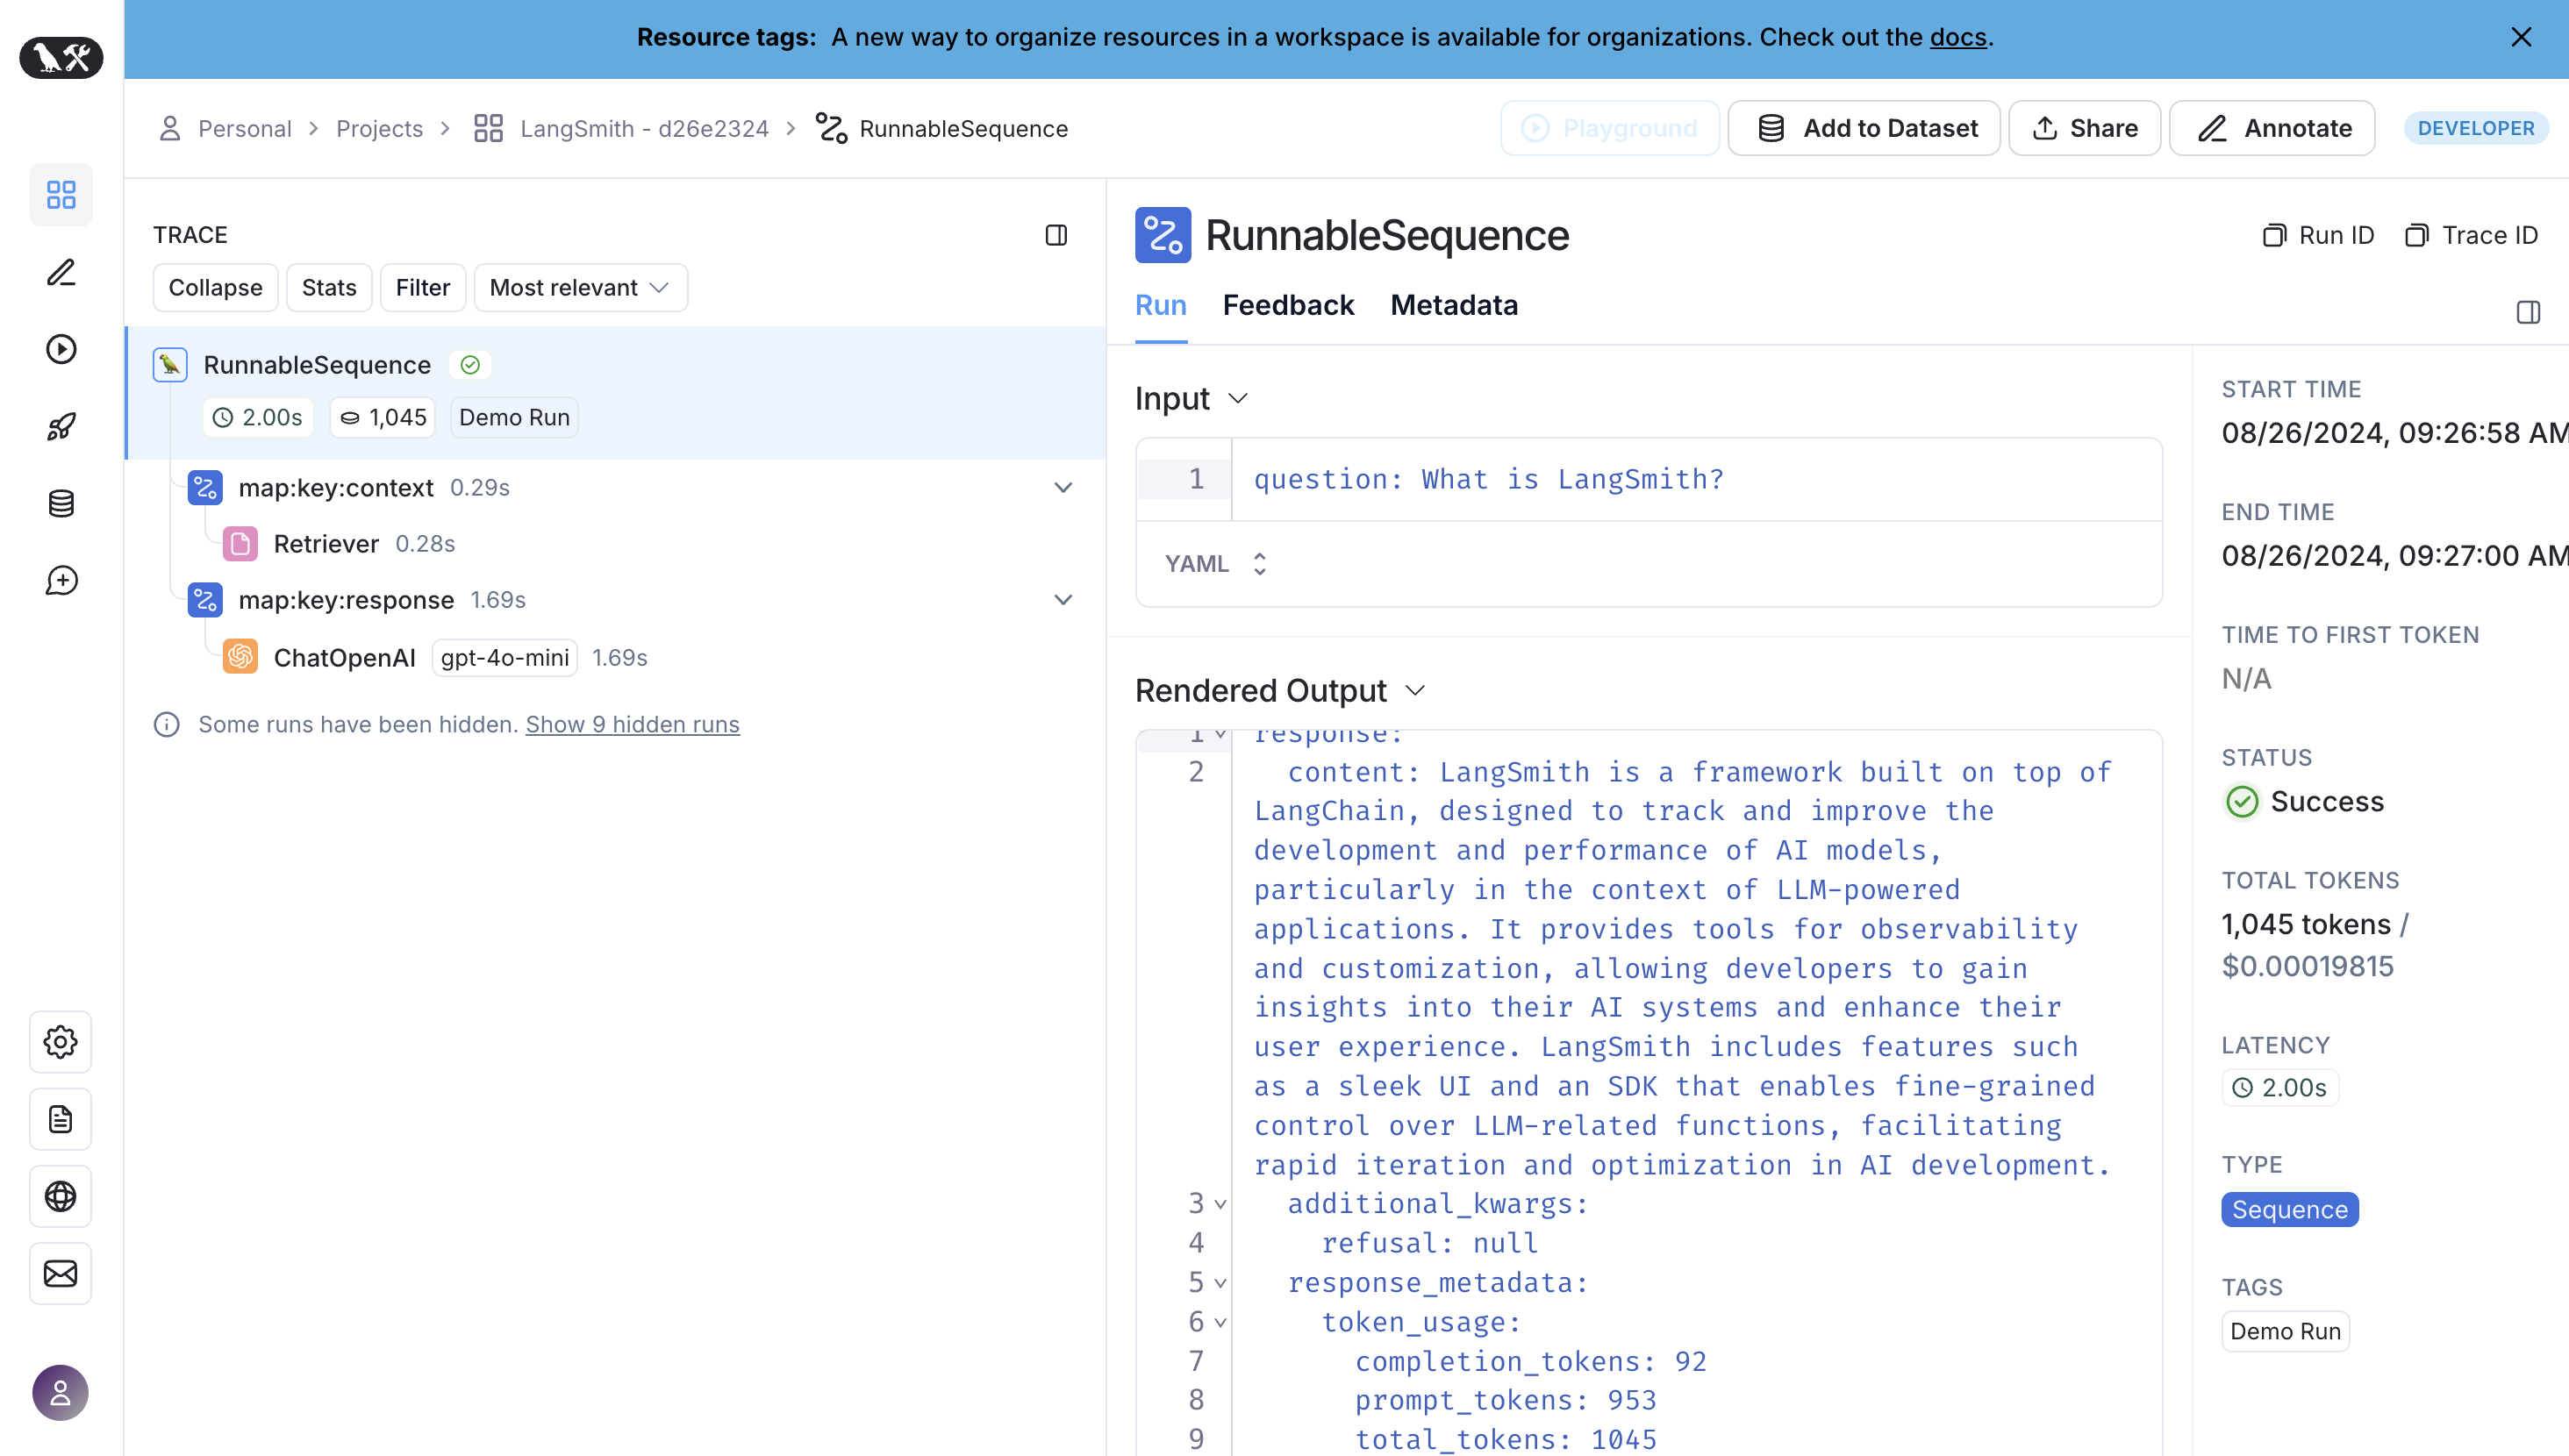 Resource tags: A new way to organize resources in a workspace is available for organizations. Check out the docs.
Personal > Projects > LangSmith - d26e2324 > RunnableSequence
Playground
Add to Dataset
Share
Annotate
DEVELOPER
TRACE
Collapse
Stats
Filter
Most relevant
RunnableSequence
2.00s
1,045
Demo Run
map:key:context 0.29s
Retriever 0.28s
map:key:response 1.69s
ChatOpenAI gpt-4o-mini 1.69s
Some runs have been hidden. Show 9 hidden runs
RunnableSequence
Run ID
Trace ID
Run
Feedback
Metadata
Input
1 question: What is LangSmith?
YAML
Rendered Output
1 response:
2 content: LangSmith is a framework built on top of
LangChain, designed to track and improve the
development and performance of AI models,
particularly in the context of LLM-powered
applications. It provides tools for observability
and customization, allowing developers to gain
insights into their AI systems and enhance their
user experience. LangSmith includes features such
as a sleek UI and an SDK that enables fine-grained
control over LLM-related functions, facilitating
rapid iteration and optimization in AI development.
3 additional_kwargs:
4 refusal: null
5 response_metadata:
6 token_usage:
7 completion_tokens: 92
8 prompt_tokens: 953
9 total_tokens: 1045
START TIME
08/26/2024, 09:26:58 AM
END TIME
08/26/2024, 09:27:00 AM
TIME TO FIRST TOKEN
N/A
STATUS
Success
TOTAL TOKENS
1,045 tokens /
$0.00019815
LATENCY
2.00s
TYPE
Sequence
TAGS
Demo Run